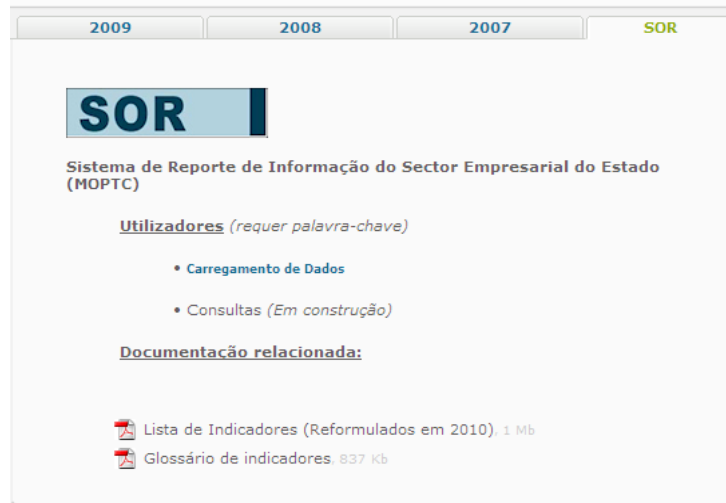 2009 2008 2007 SOR
SOR
Sistema de Reporte de Informação do Sector Empresarial do Estado
(MOPTC)
Utilizadores (requer palavra-chave)
• Carregamento de Dados
• Consultas (Em construção)
Documentação relacionada:
Lista de Indicadores (Reformulados em 2010), 1 Mb
Glossário de indicadores, 837 Kb